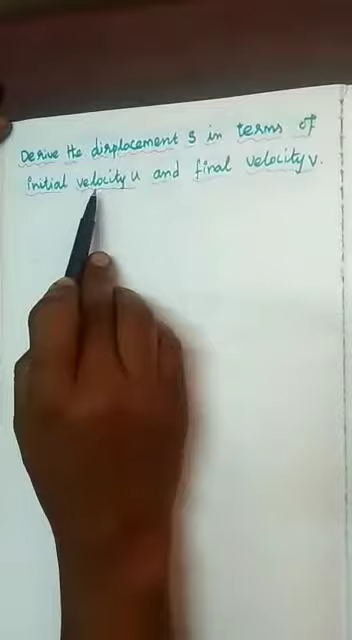 Derive the displacement s in terms of
initial velocity u and final velocity v.